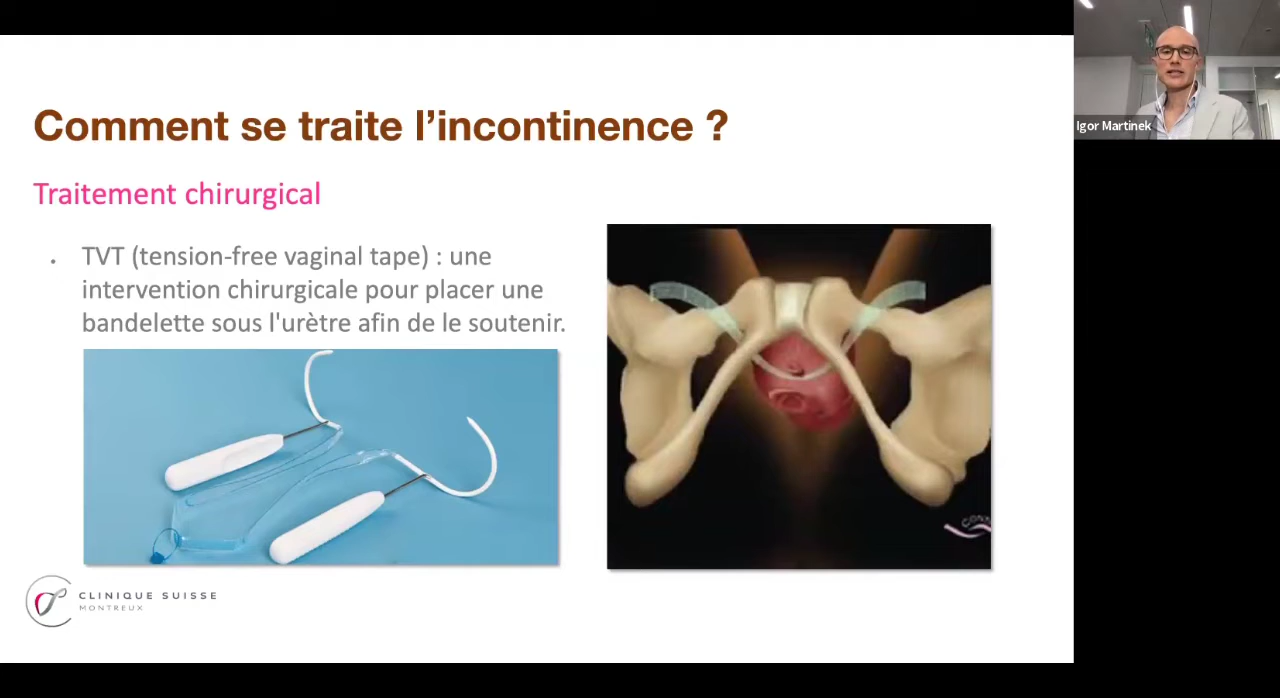 Comment se traite l’incontinence ?
Traitement chirurgical
• TVT (tension-free vaginal tape) : une
intervention chirurgicale pour placer une
bandelette sous l'urètre afin de le soutenir.
CLINIQUE SUISSE
MONTREUX
Igor Martinek